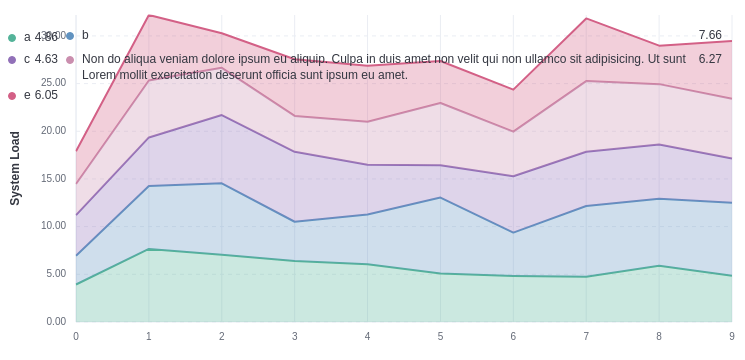 a 4.86
b 7.66
c 4.63
Non do aliqua veniam dolore ipsum eu aliquip. Culpa in duis amet non velit qui non ullamco sit adipisicing. Ut sunt 6.27
Lorem mollit exercitation deserunt officia sunt ipsum eu amet.
e 6.05
System Load
30.00
25.00
20.00
15.00
10.00
5.00
0.00
0 1 2 3 4 5 6 7 8 9